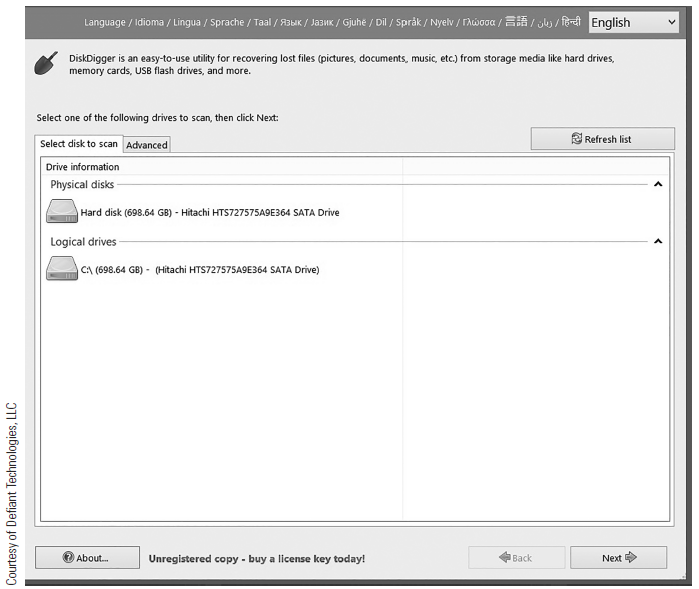 Language / Idioma / Lingua / Sprache / Taal / Язык / Јазик / Gjuhë / Dil / Språk / Nyelv / Γλώσσα / 言語 / زبان / हिन्दी English
DiskDigger is an easy-to-use utility for recovering lost files (pictures, documents, music, etc.) from storage media like hard drives,
memory cards, USB flash drives, and more.
Select one of the following drives to scan, then click Next:
Select disk to scan Advanced Refresh list
Drive information
Physical disks
Hard disk (698.64 GB) - Hitachi HTS727575A9E364 SATA Drive
Logical drives
C:\ (698.64 GB) - (Hitachi HTS727575A9E364 SATA Drive)
About... Unregistered copy - buy a license key today! Back Next
Courtesy of Defiant Technologies, LLC